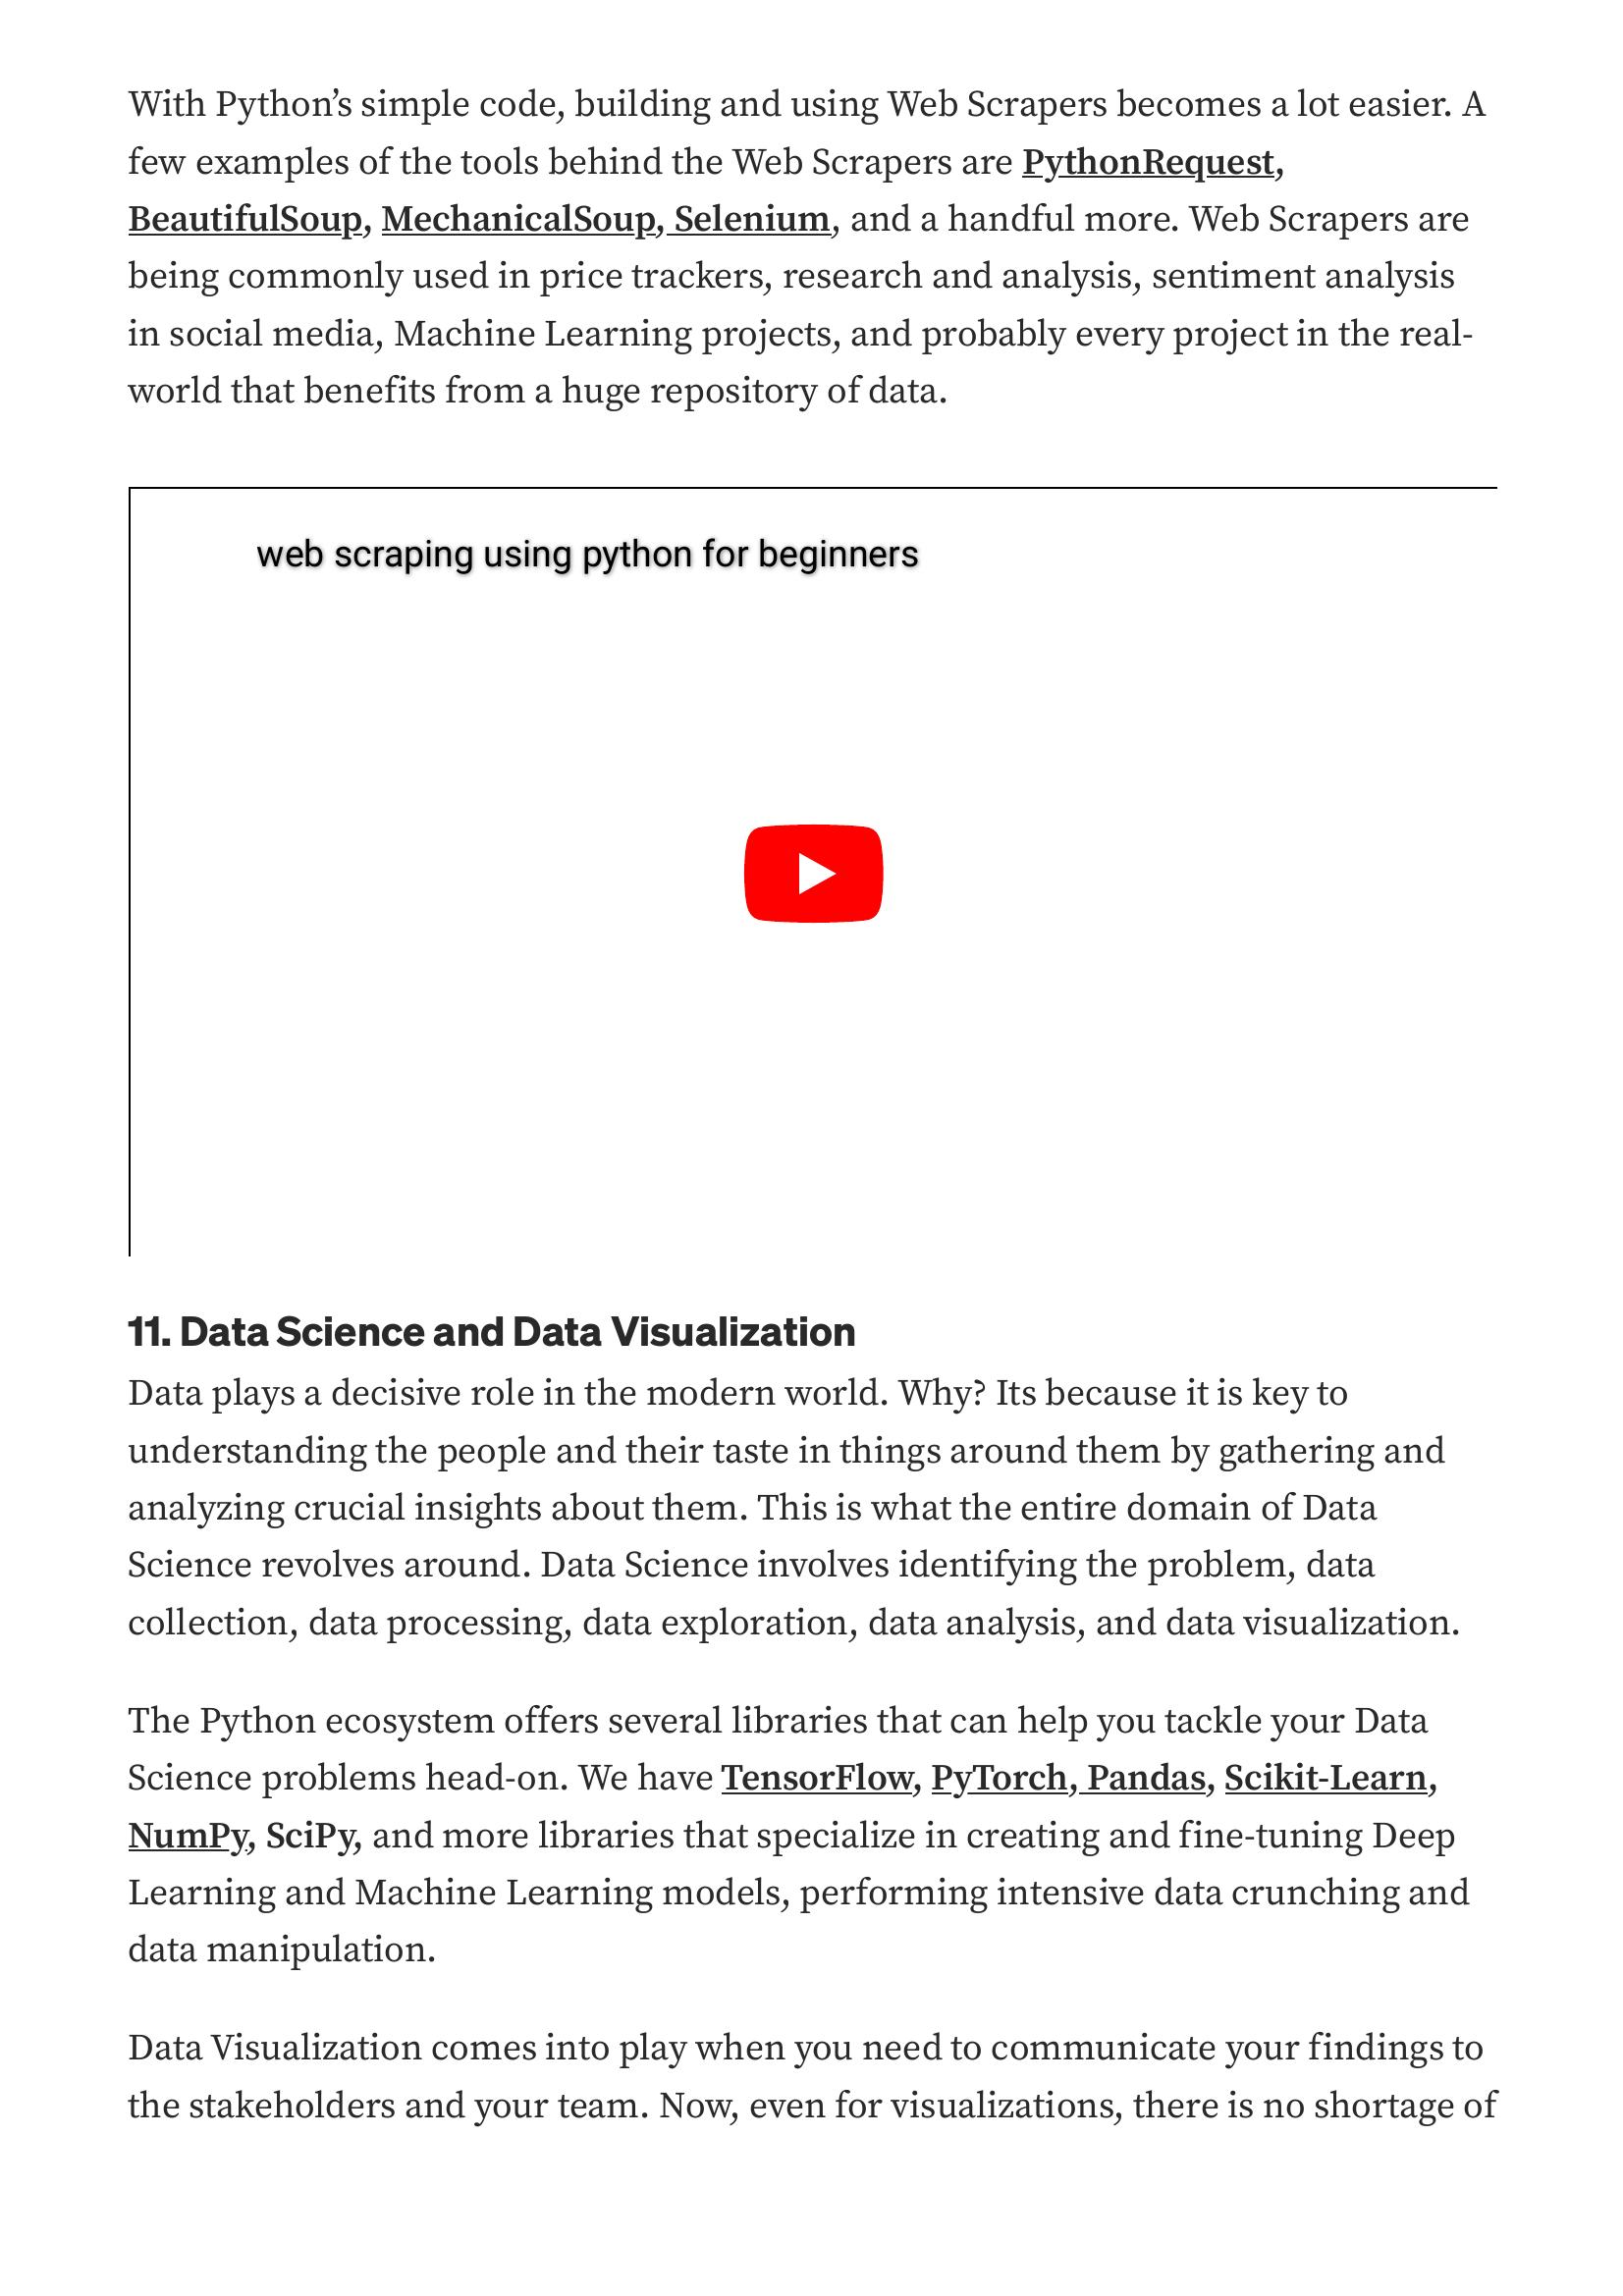 With Python’s simple code, building and using Web Scrapers becomes a lot easier. A
few examples of the tools behind the Web Scrapers are PythonRequest,
BeautifulSoup, MechanicalSoup, Selenium, and a handful more. Web Scrapers are
being commonly used in price trackers, research and analysis, sentiment analysis
in social media, Machine Learning projects, and probably every project in the real-
world that benefits from a huge repository of data.
web scraping using python for beginners
11. Data Science and Data Visualization
Data plays a decisive role in the modern world. Why? Its because it is key to
understanding the people and their taste in things around them by gathering and
analyzing crucial insights about them. This is what the entire domain of Data
Science revolves around. Data Science involves identifying the problem, data
collection, data processing, data exploration, data analysis, and data visualization.
The Python ecosystem offers several libraries that can help you tackle your Data
Science problems head-on. We have TensorFlow, PyTorch, Pandas, Scikit-Learn,
NumPy, SciPy, and more libraries that specialize in creating and fine-tuning Deep
Learning and Machine Learning models, performing intensive data crunching and
data manipulation.
Data Visualization comes into play when you need to communicate your findings to
the stakeholders and your team. Now, even for visualizations, there is no shortage of